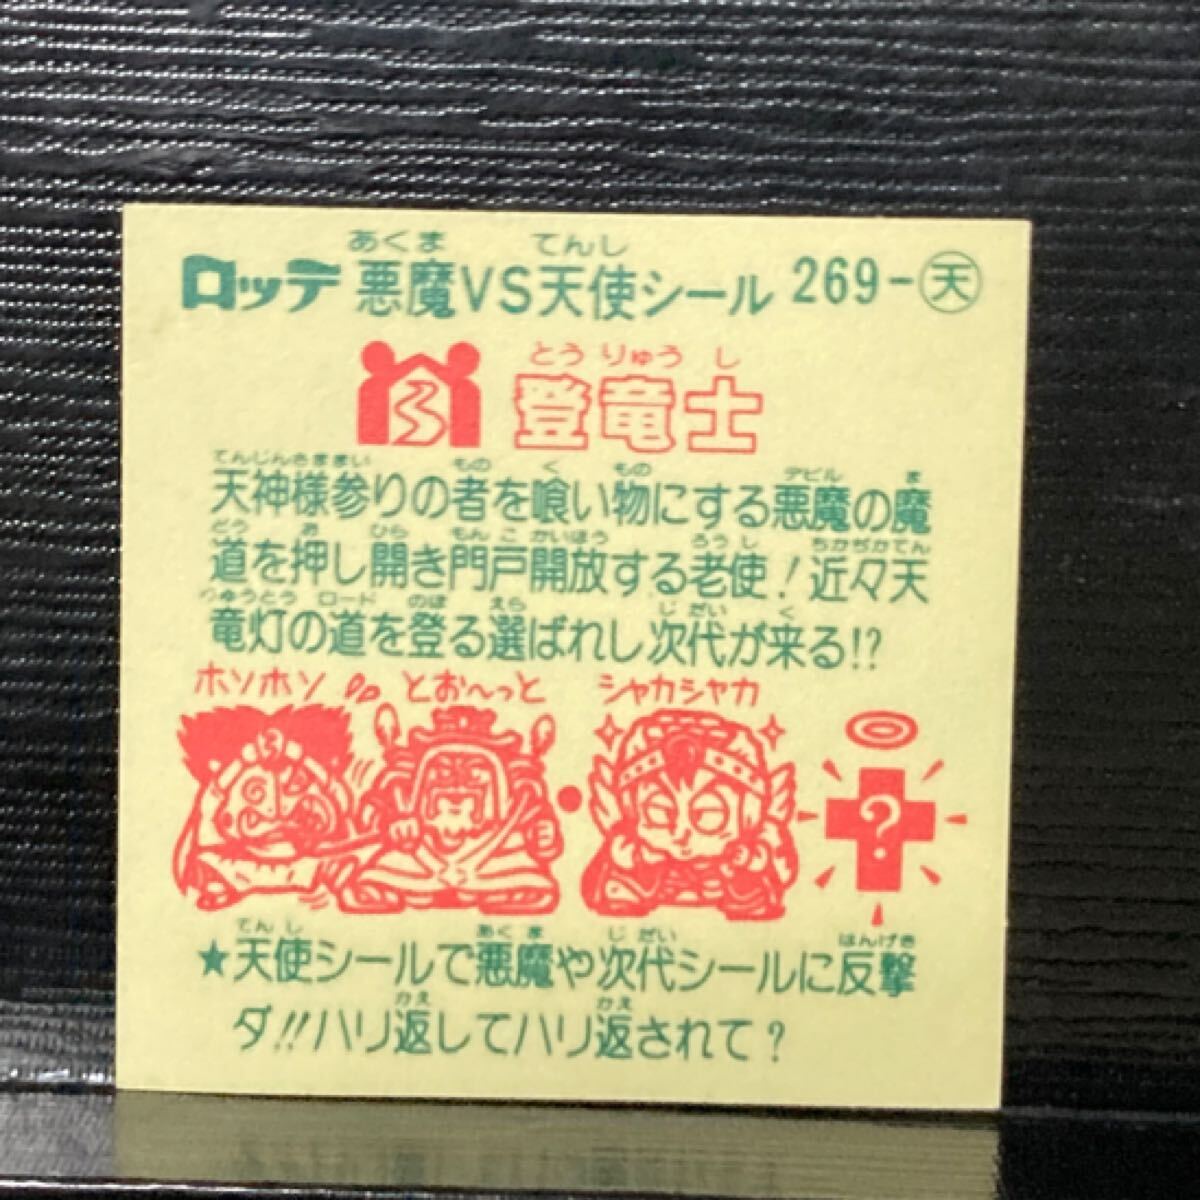 あくま てんし
ロッテ 悪魔VS天使シール 269-天
とうりゅうし
登竜士
てんじんさままい もの く もの デビル ま
天神様参りの者を喰い物にする悪魔の魔
どう お ひら もんこ かいほう ろうし ちかぢかてん
道を押し開き門戸開放する老使!近々天
りゅうとう ロード のぼ えら じだい く
竜灯の道を登る選ばれし次代が来る!?
ホソホソ とお〜っと シャカシャカ
?
てんし あくま じだい はんげき
★天使シールで悪魔や次代シールに反撃
かえ かえ
ダ!!ハリ返してハリ返されて?